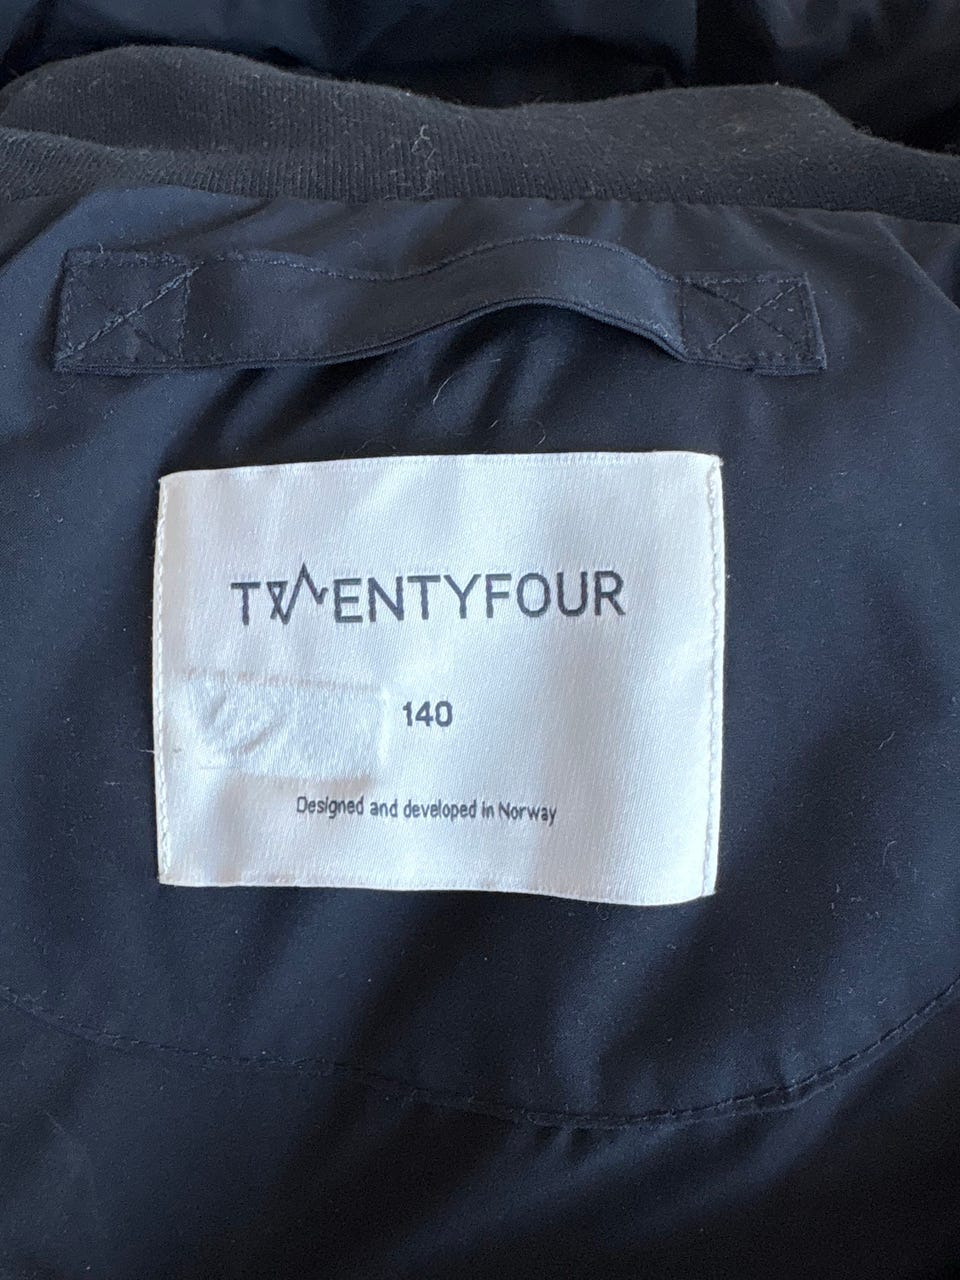 TWENTYFOUR
140
Designed and developed in Norway